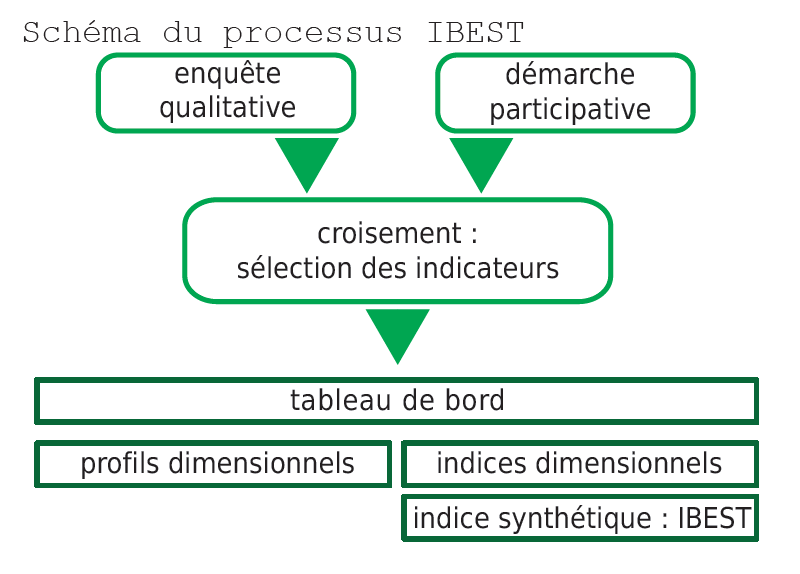 Schéma du processus IBEST
enquête
qualitative
démarche
participative
croisement :
sélection des indicateurs
tableau de bord
profils dimensionnels
indices dimensionnels
indice synthétique : IBEST